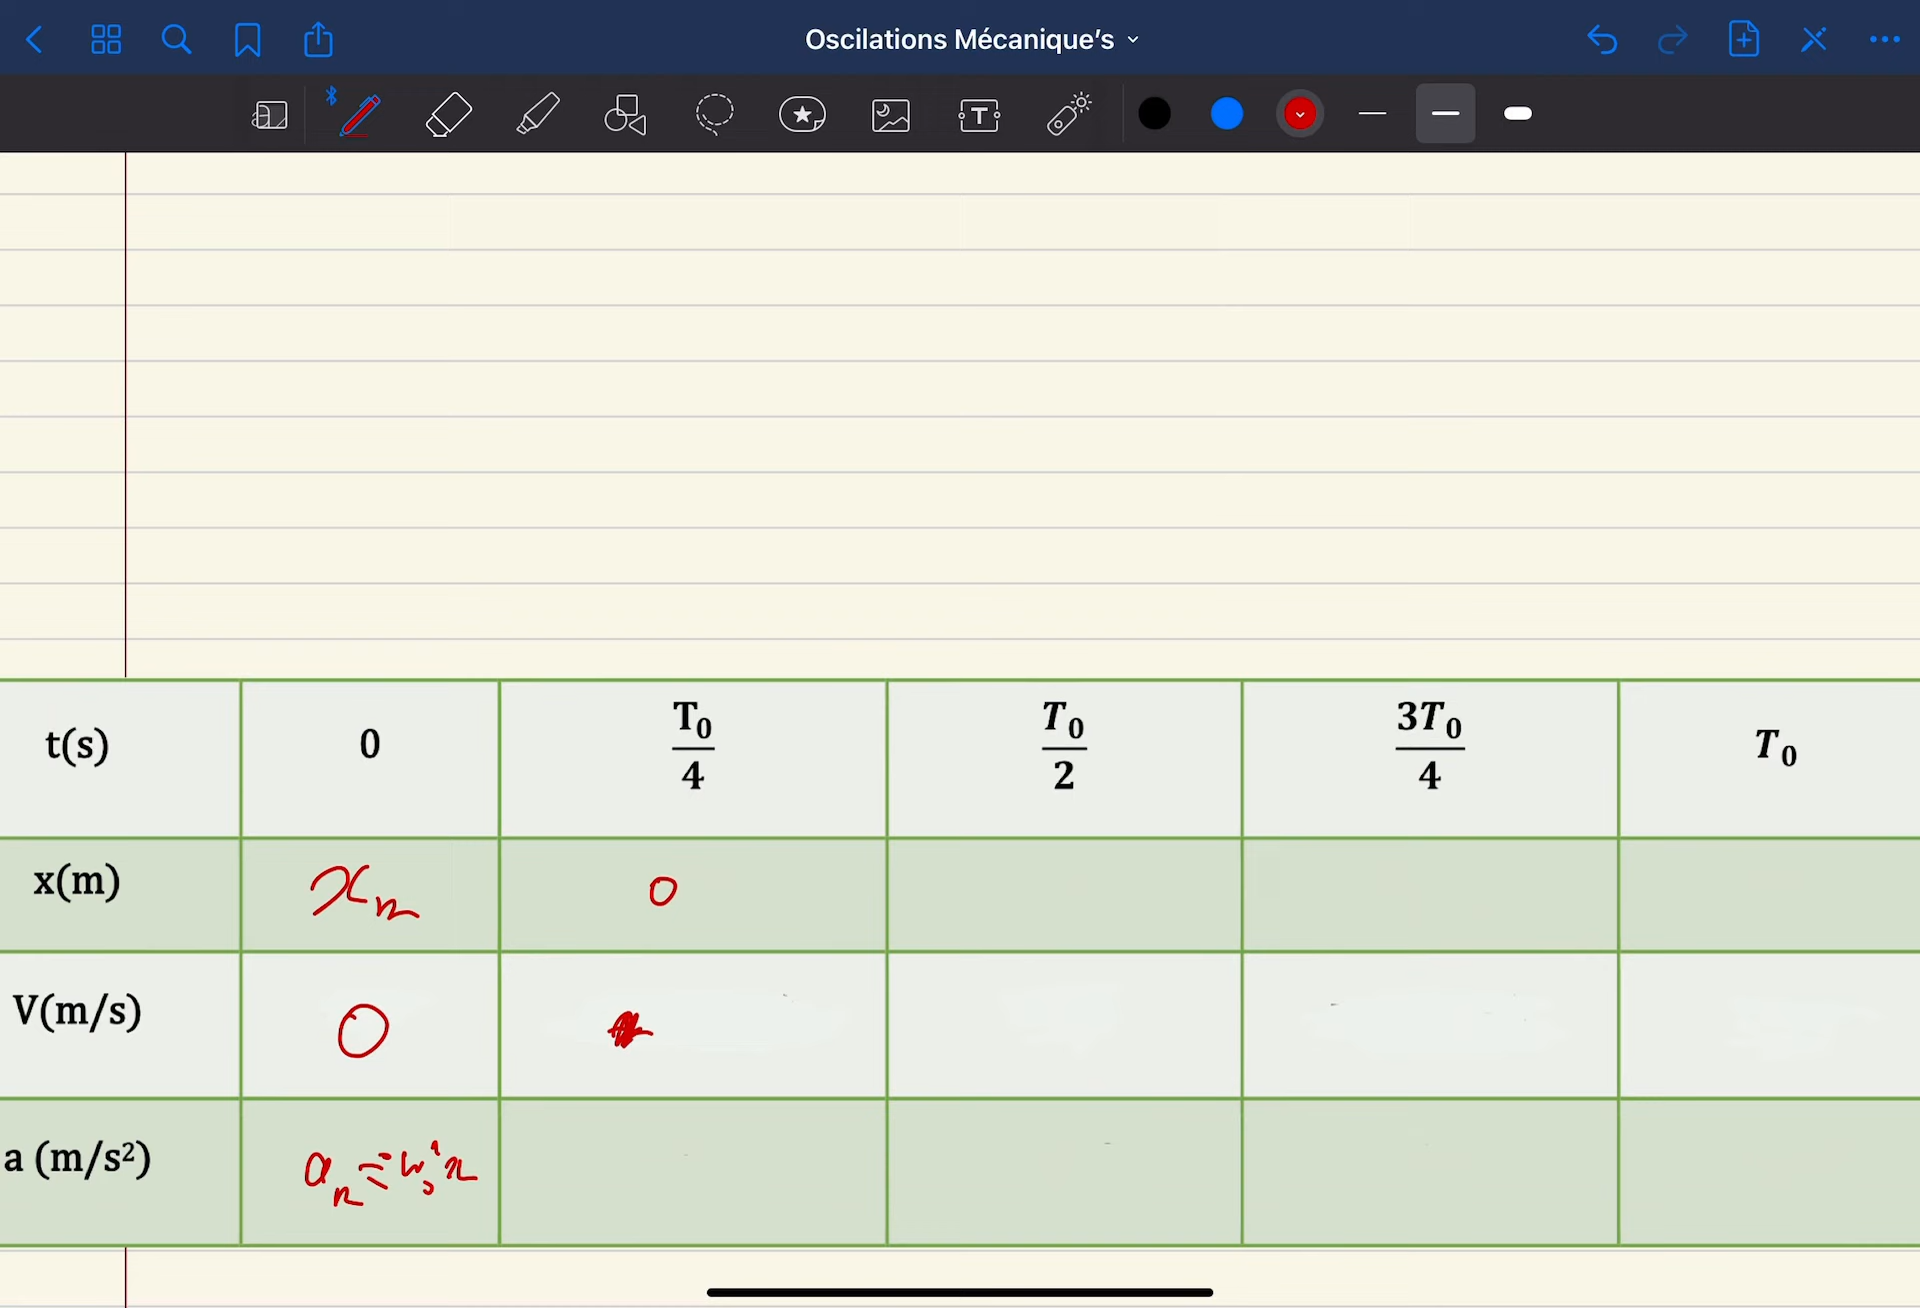 Oscilations Mécanique's
t(s) 0 T₀/4 T₀/2 3T₀/4 T₀
x(m) xₘ 0
V(m/s) 0
a (m/s²)